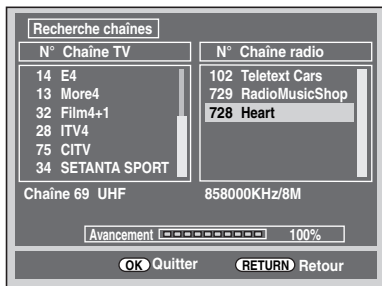 Recherche chaînes
N° Chaîne TV
N° Chaîne radio
14 E4
13 More4
32 Film4+1
28 ITV4
75 CITV
34 SETANTA SPORT
102 Teletext Cars
729 RadioMusicShop
728 Heart
Chaîne 69 UHF
858000KHz/8M
Avancement 100%
OK Quitter
RETURN Retour